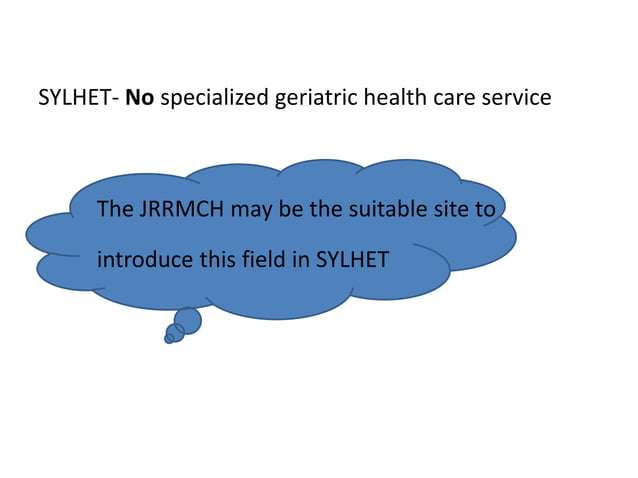 SYLHET- No specialized geriatric health care service
The JRRMCH may be the suitable site to
introduce this field in SYLHET